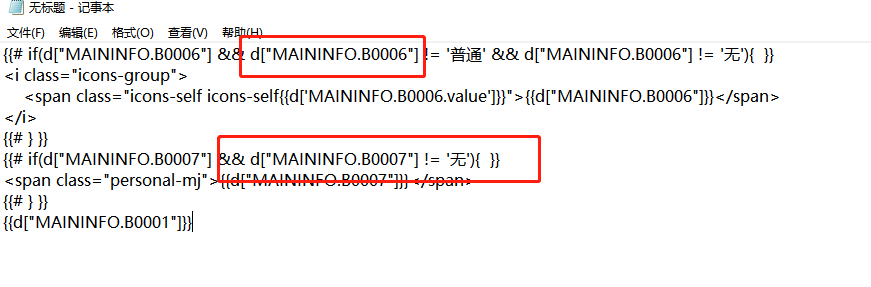 无标题 - 记事本
文件(F) 编辑(E) 格式(O) 查看(V) 帮助(H)
{{# if(d["MAININFO.B0006"] && d["MAININFO.B0006"] != '普通' && d["MAININFO.B0006"] != '无'){  }}
<i class="icons-group">
    <span class="icons-self icons-self{{d['MAININFO.B0006.value']}}">{{d["MAININFO.B0006"]}}</span>
</i>
{{# } }}
{{# if(d["MAININFO.B0007"] && d["MAININFO.B0007"] != '无'){  }}
<span class="personal-mj">{{d["MAININFO.B0007"]}}</span>
{{# } }}
{{d["MAININFO.B0001"]}}